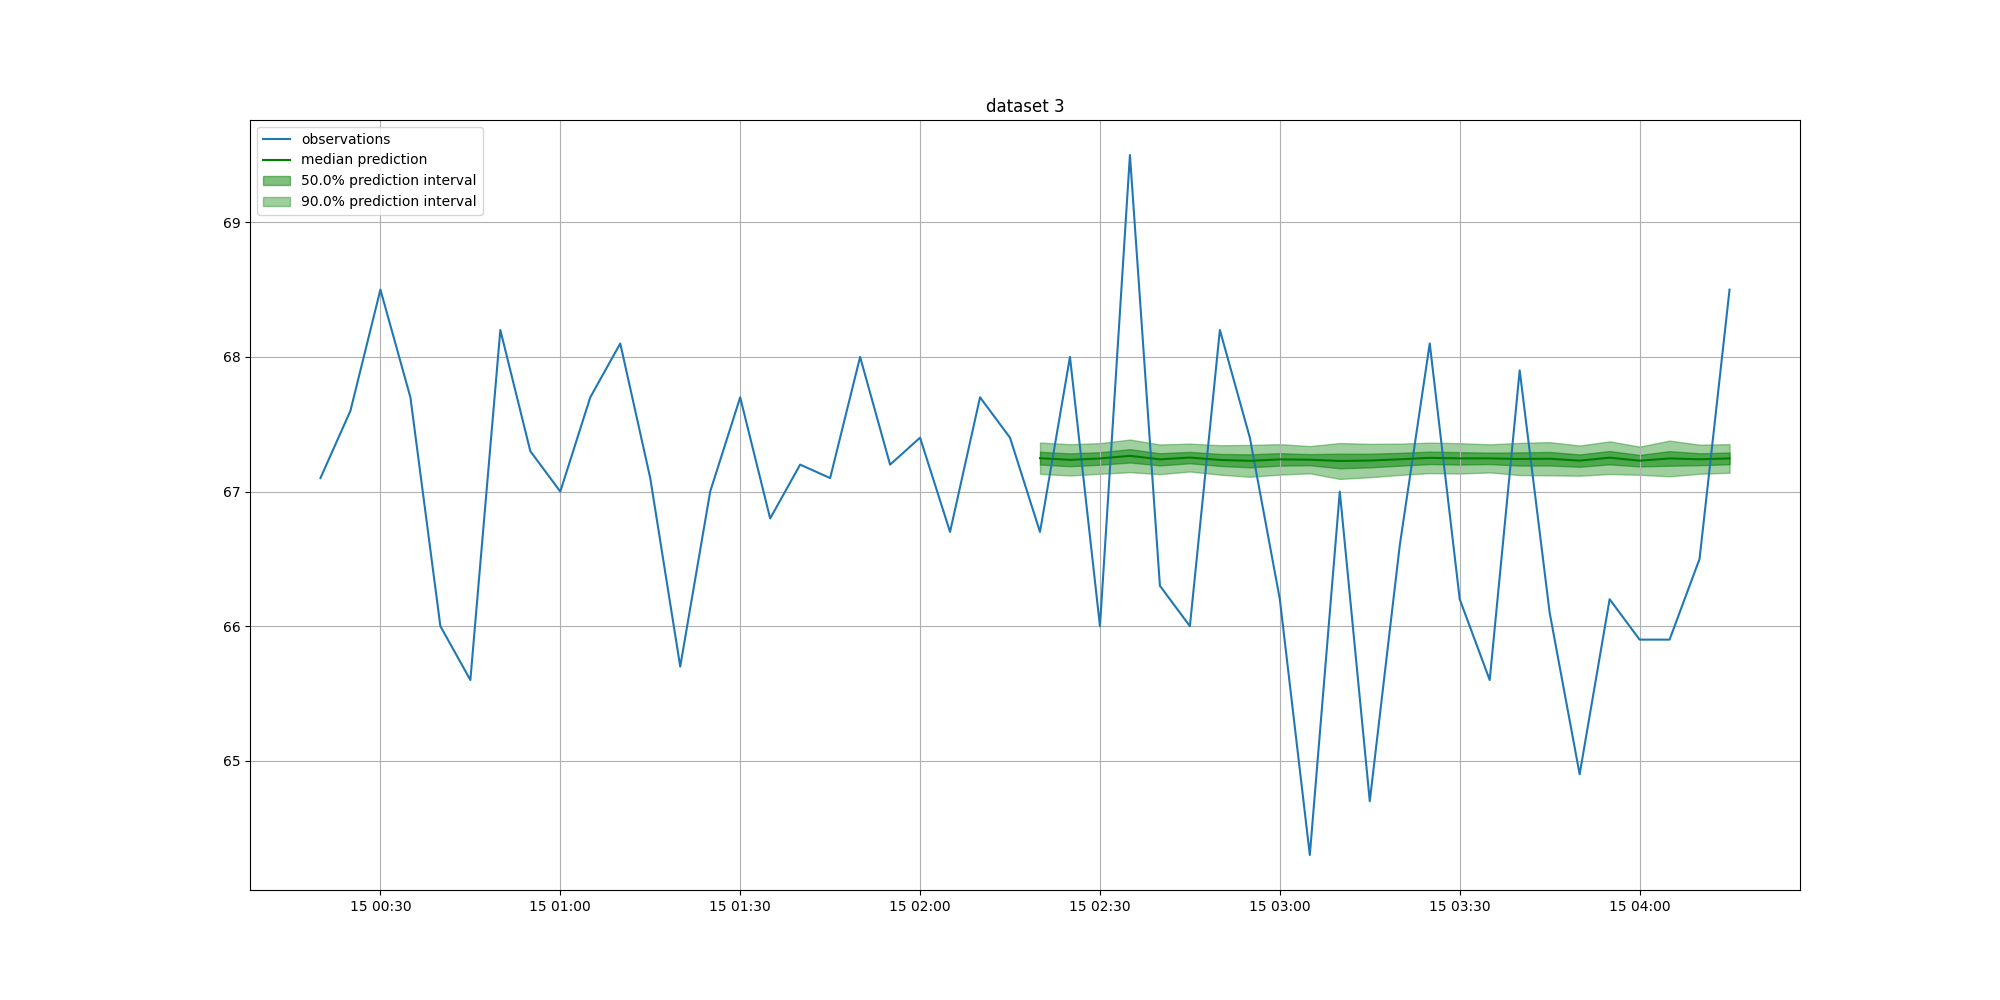 dataset 3
observations
median prediction
50.0% prediction interval
90.0% prediction interval
69
68
67
66
65
15 00:30 15 01:00 15 01:30 15 02:00 15 02:30 15 03:00 15 03:30 15 04:00